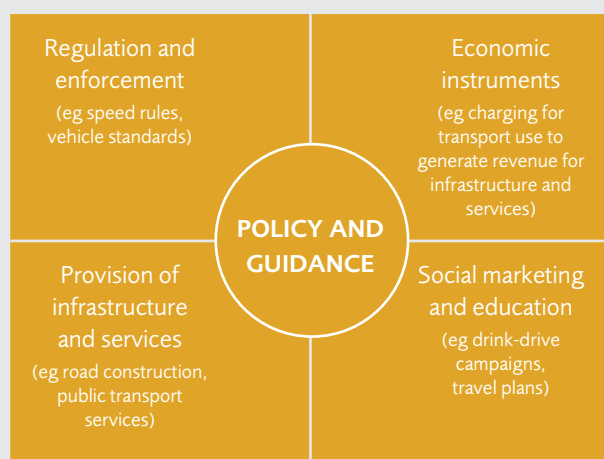 Regulation and
enforcement
(eg speed rules,
vehicle standards)
Economic
instruments
(eg charging for
transport use to
generate revenue for
infrastructure and
services)
POLICY AND
GUIDANCE
Provision of
infrastructure
and services
(eg road construction,
public transport
services)
Social marketing
and education
(eg drink-drive
campaigns,
travel plans)